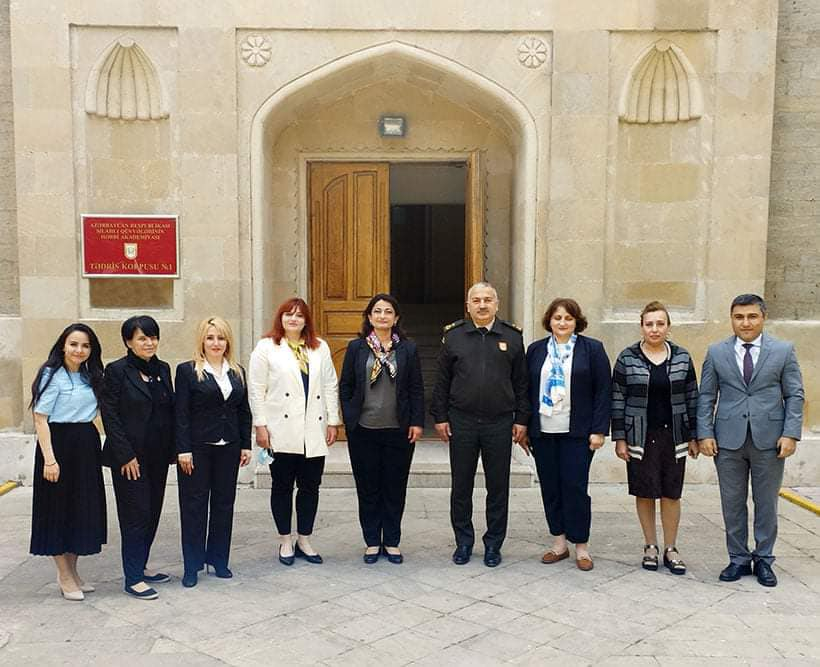 AZƏRBAYCAN RESPUBLİKASI
SİLAHLI QÜVVƏLƏRİNİN
HƏRBİ AKADEMİYASI
TƏDRİS KORPUSU №1